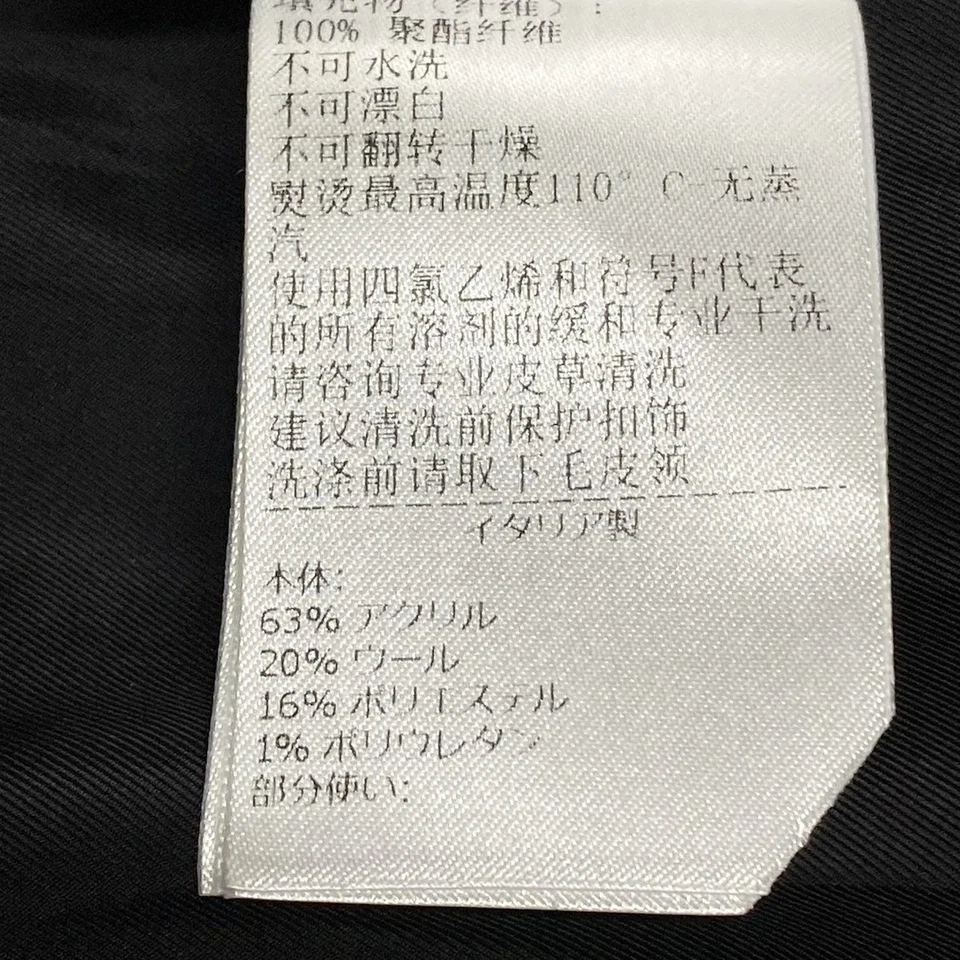 填充物（纤维）:
100% 聚酯纤维
不可水洗
不可漂白
不可翻转干燥
熨烫最高温度110° C-无蒸
汽
使用四氯乙烯和符号F代表
的所有溶剂的缓和专业干洗
请咨询专业皮草清洗
建议清洗前保护扣饰
洗涤前请取下毛皮领
イタリア製
本体:
63% アクリル
20% ウール
16% ポリエステル
1% ポリウレタン
部分使い: